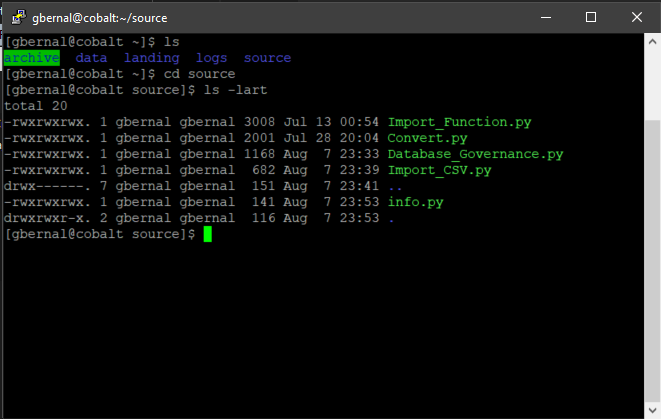 gbernal@cobalt:~/source
[gbernal@cobalt ~]$ ls
archive  data  landing  logs  source
[gbernal@cobalt ~]$ cd source
[gbernal@cobalt source]$ ls -lart
total 20
-rwxrwxrwx. 1 gbernal gbernal 3008 Jul 13 00:54 Import_Function.py
-rwxrwxrwx. 1 gbernal gbernal 2001 Jul 28 20:04 Convert.py
-rwxrwxrwx. 1 gbernal gbernal 1168 Aug  7 23:33 Database_Governance.py
-rwxrwxrwx. 1 gbernal gbernal  682 Aug  7 23:39 Import_CSV.py
drwx------. 7 gbernal gbernal  151 Aug  7 23:41 ..
-rwxrwxrwx. 1 gbernal gbernal  141 Aug  7 23:53 info.py
drwxrwxr-x. 2 gbernal gbernal  116 Aug  7 23:53 .
[gbernal@cobalt source]$